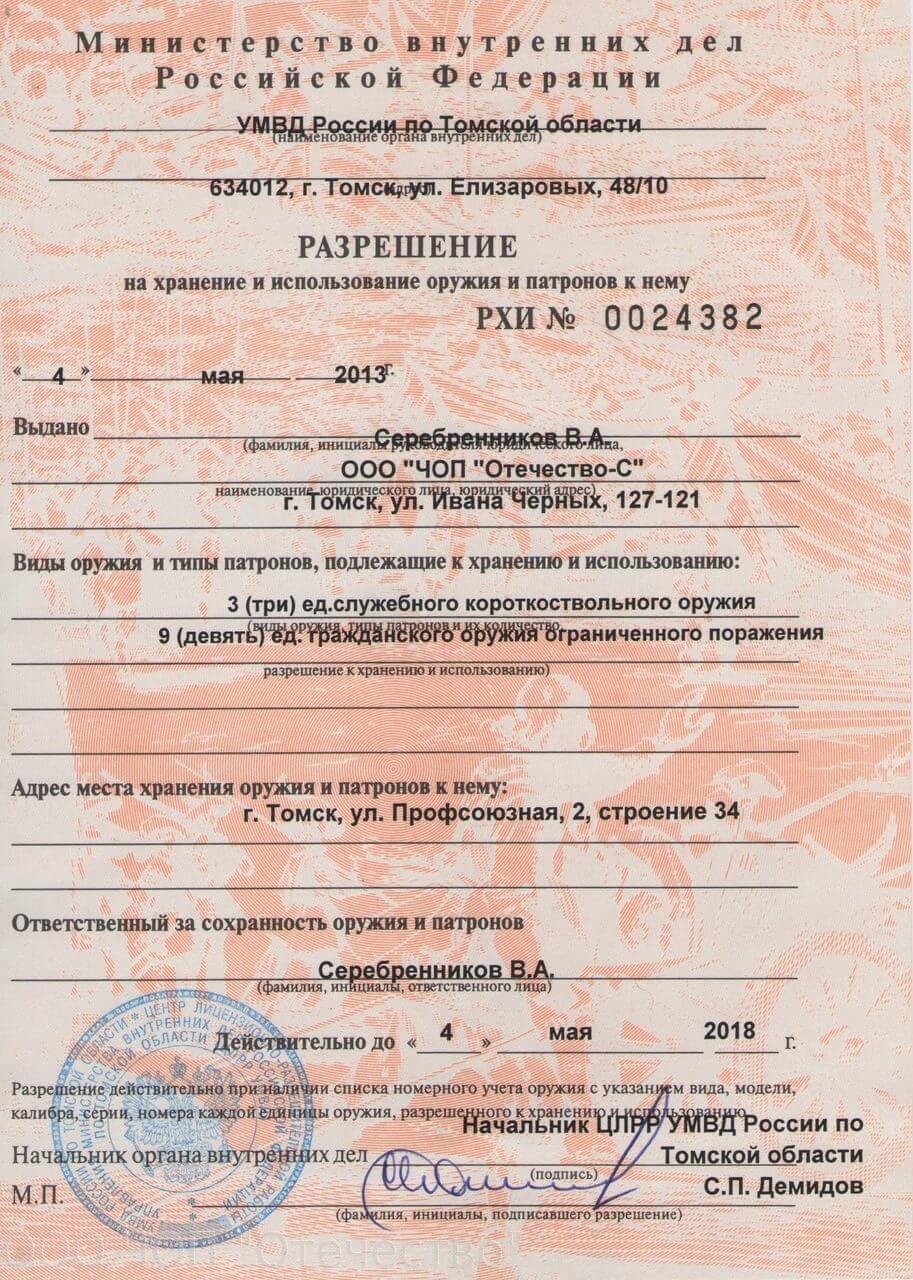 Министерство внутренних дел
Российской Федерации
УМВД России по Томской области
(наименование органа внутренних дел)
634012, г. Томск, ул. Елизаровых, 48/10
РАЗРЕШЕНИЕ
на хранение и использование оружия и патронов к нему
РХИ № 0024382
« 4 » мая 2013 г.
Выдано Серебренников В.А.
(фамилия, инициалы руководителя юридического лица,
ООО "ЧОП "Отечество-С"
наименование юридического лица, юридический адрес)
г. Томск, ул. Ивана Черных, 127-121
Виды оружия и типы патронов, подлежащие к хранению и использованию:
3 (три) ед.служебного короткоствольного оружия
(виды оружия, типы патронов и их количество,
9 (девять) ед. гражданского оружия ограниченного поражения
разрешение к хранению и использованию)
Адрес места хранения оружия и патронов к нему:
г. Томск, ул. Профсоюзная, 2, строение 34
Ответственный за сохранность оружия и патронов
Серебренников В.А.
(фамилия, инициалы, ответственного лица)
Действительно до « 4 » мая 2018 г.
Разрешение действительно при наличии списка номерного учета оружия с указанием вида, модели,
калибра, серии, номера каждой единицы оружия, разрешенного к хранению и использованию
Начальник ЦЛРР УМВД России по
Начальник органа внутренних дел Томской области
(подпись)
М.П. С.П. Демидов
(фамилия, инициалы, подписавшего разрешение)
"Отечество"